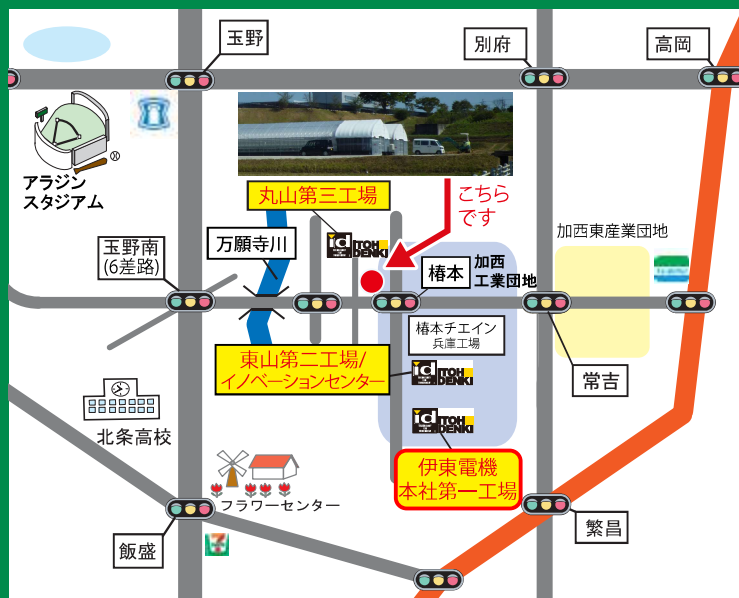 玉野
別府
高岡
アラジン
スタジアム
こちら
です
丸山第三工場
id ITOH
DENKI
玉野南
(6差路)
万願寺川
椿本
加西
工業団地
加西東産業団地
椿本チエイン
兵庫工場
東山第二工場/
イノベーションセンター
id ITOH
DENKI
常吉
北条高校
id ITOH
DENKI
伊東電機
本社第一工場
フラワーセンター
繁昌
飯盛